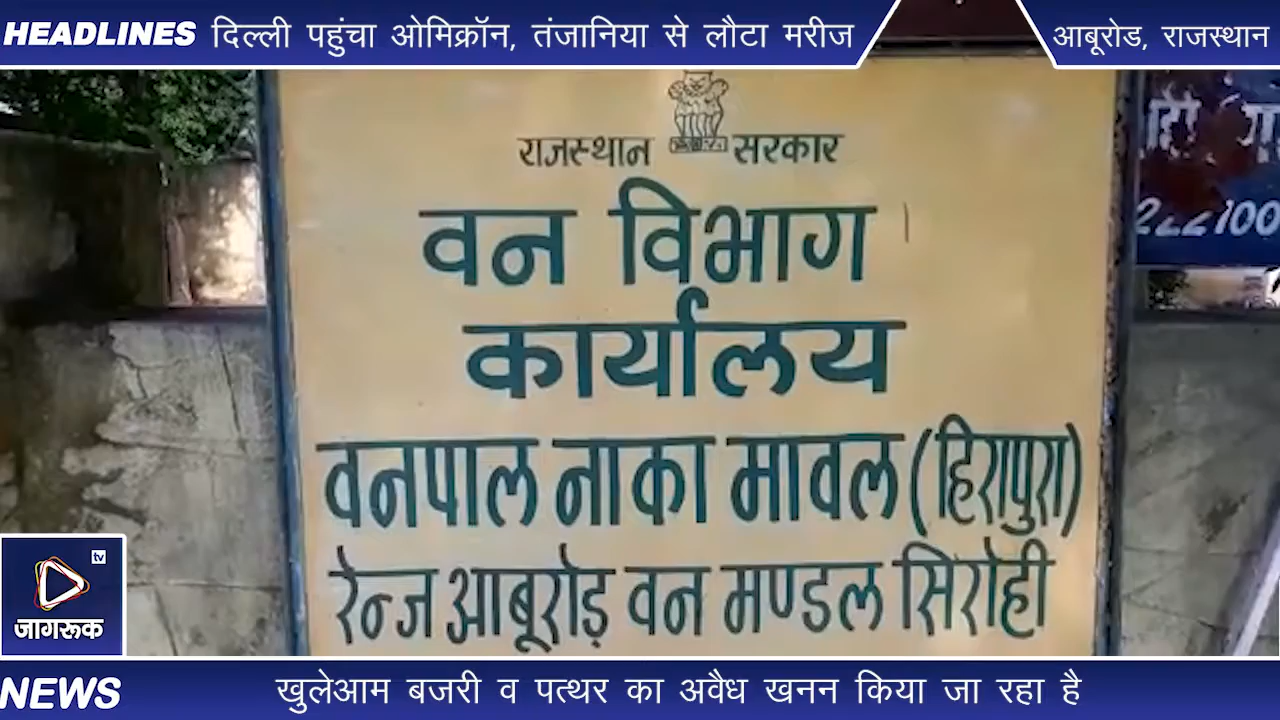 HEADLINES दिल्ली पहुंचा ओमिक्रॉन, तंजानिया से लौटा मरीज
आबूरोड, राजस्थान
राजस्थान सरकार
वन विभाग
कार्यालय
वनपाल नाका मावल (हिरापुरा)
रेन्ज आबूरोड़ वन मण्डल सिरोही
222100
tv
जागरूक
NEWS खुलेआम बजरी व पत्थर का अवैध खनन किया जा रहा है